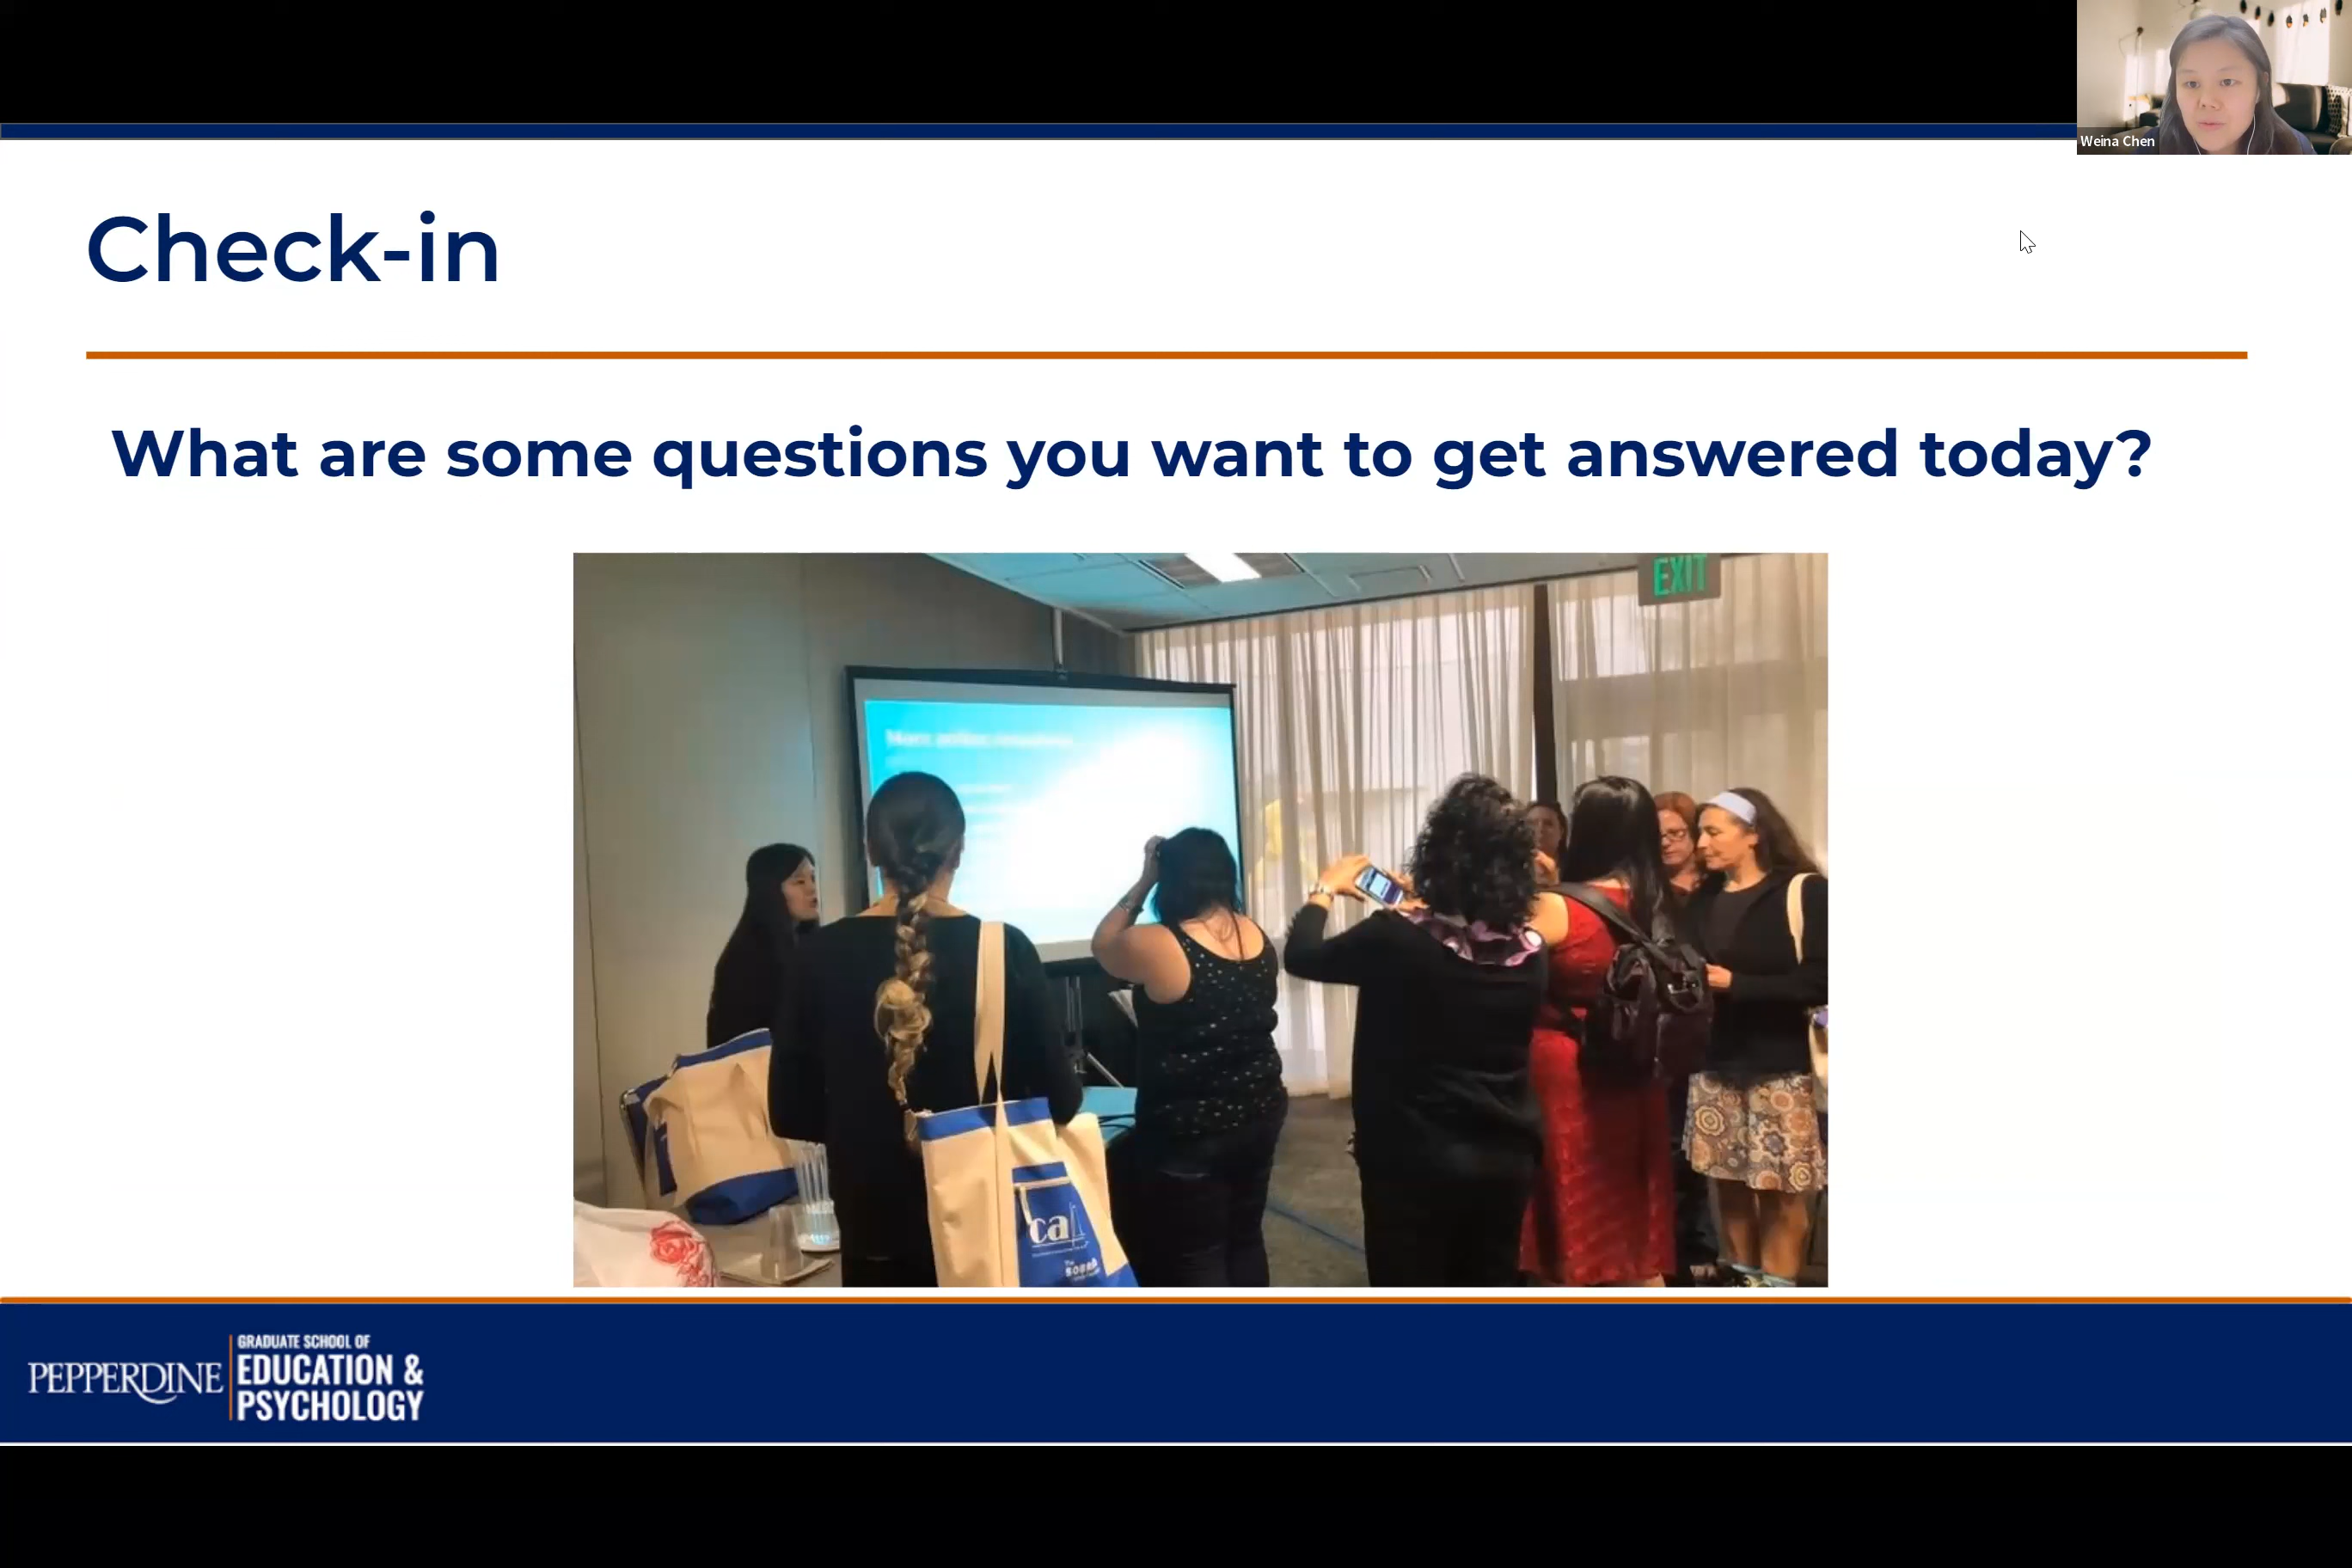 Weina Chen
Check-in
What are some questions you want to get answered today?
EXIT
ca
PEPPERDINE
GRADUATE SCHOOL OF
EDUCATION &
PSYCHOLOGY